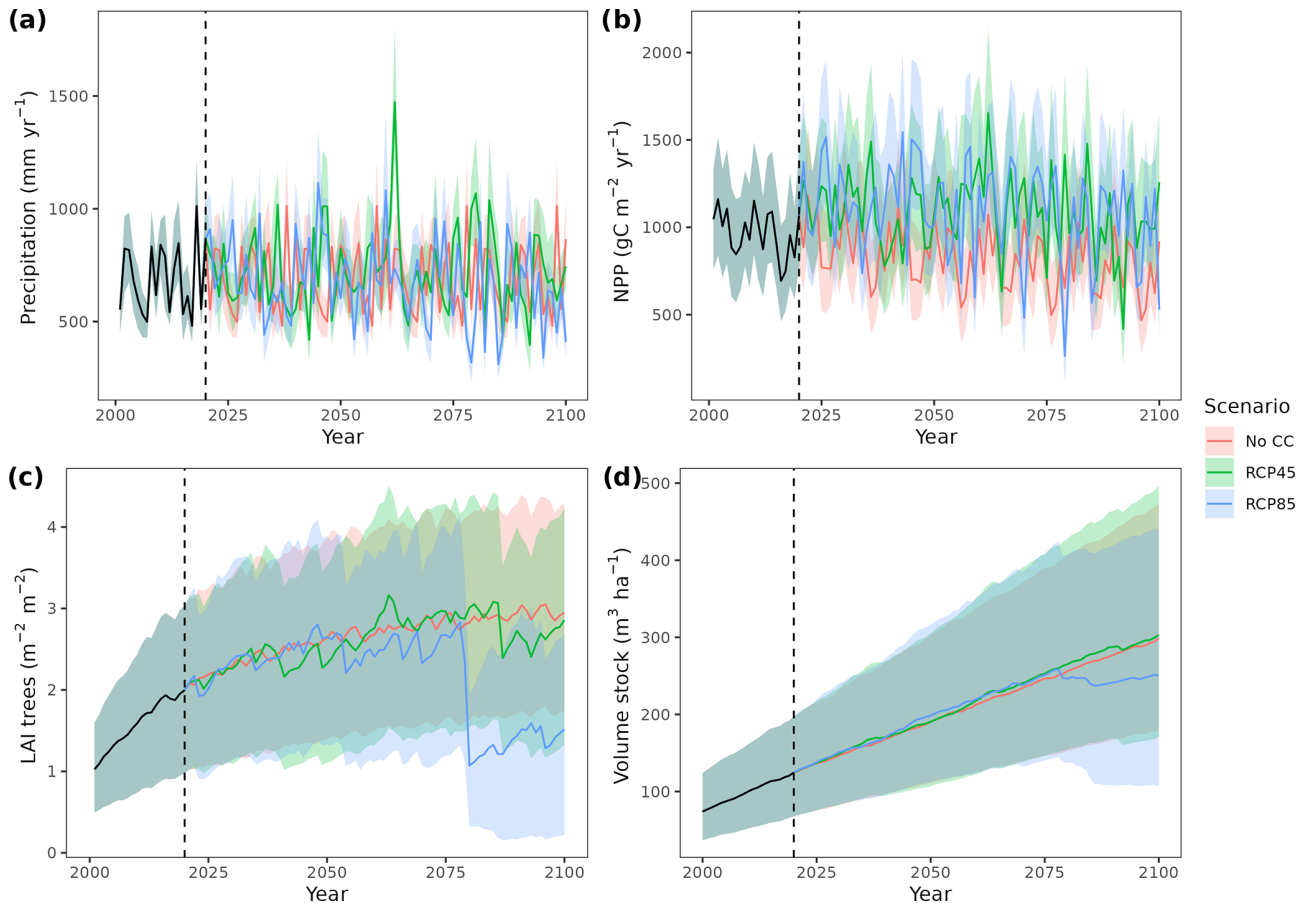 (a)
Precipitation (mm yr⁻¹)
1500
1000
500
2000 2025 2050 2075 2100
Year
(b)
NPP (gC m⁻² yr⁻¹)
2000
1500
1000
500
2000 2025 2050 2075 2100
Year
(c)
LAI trees (m⁻² m⁻²)
4
3
2
1
0
2000 2025 2050 2075 2100
Year
(d)
Volume stock (m³ ha⁻¹)
500
400
300
200
100
2000 2025 2050 2075 2100
Year
Scenario
No CC
RCP45
RCP85